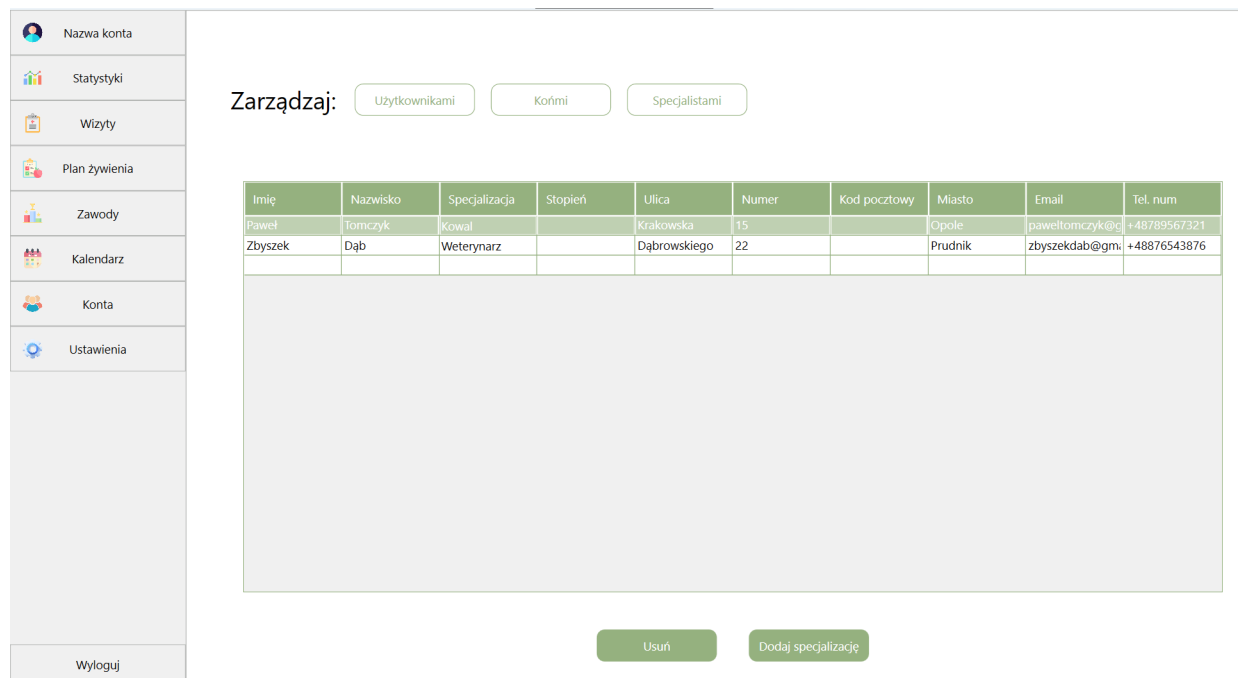 Nazwa konta
Statystyki
Wizyty
Plan żywienia
Zawody
Kalendarz
Konta
Ustawienia
Wyloguj
Zarządzaj: Użytkownikami Końmi Specjalistami
Imię Nazwisko Specjalizacja Stopień Ulica Numer Kod pocztowy Miasto Email Tel. num
Paweł Tomczyk Kowal Krakowska 15 Opole paweltomczyk@g +48789567321
Zbyszek Dąb Weterynarz Dąbrowskiego 22 Prudnik zbyszekdab@gma +48876543876
Usuń Dodaj specjalizację